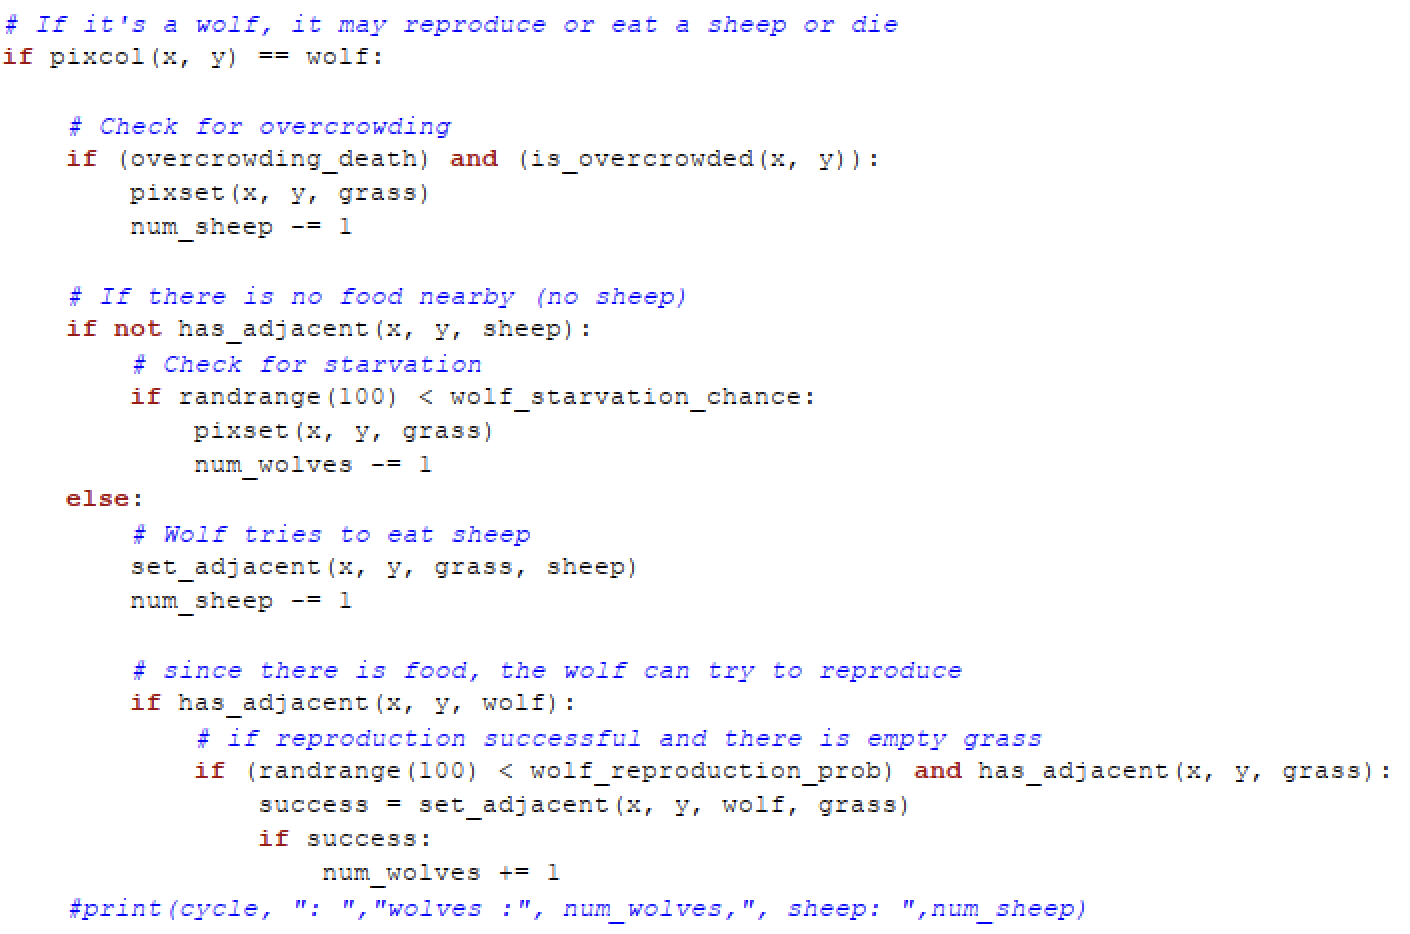 # If it's a wolf, it may reproduce or eat a sheep or die
if pixcol(x, y) == wolf:
# Check for overcrowding
if (overcrowding_death) and (is_overcrowded(x, y)):
pixset(x, y, grass)
num_sheep -= 1
# If there is no food nearby (no sheep)
if not has_adjacent(x, y, sheep):
# Check for starvation
if randrange(100) < wolf_starvation_chance:
pixset(x, y, grass)
num_wolves -= 1
else:
# Wolf tries to eat sheep
set_adjacent(x, y, grass, sheep)
num_sheep -= 1
# since there is food, the wolf can try to reproduce
if has_adjacent(x, y, wolf):
# if reproduction successful and there is empty grass
if (randrange(100) < wolf_reproduction_prob) and has_adjacent(x, y, grass):
success = set_adjacent(x, y, wolf, grass)
if success:
num_wolves += 1
#print(cycle, ": ","wolves :", num_wolves,", sheep: ",num_sheep)